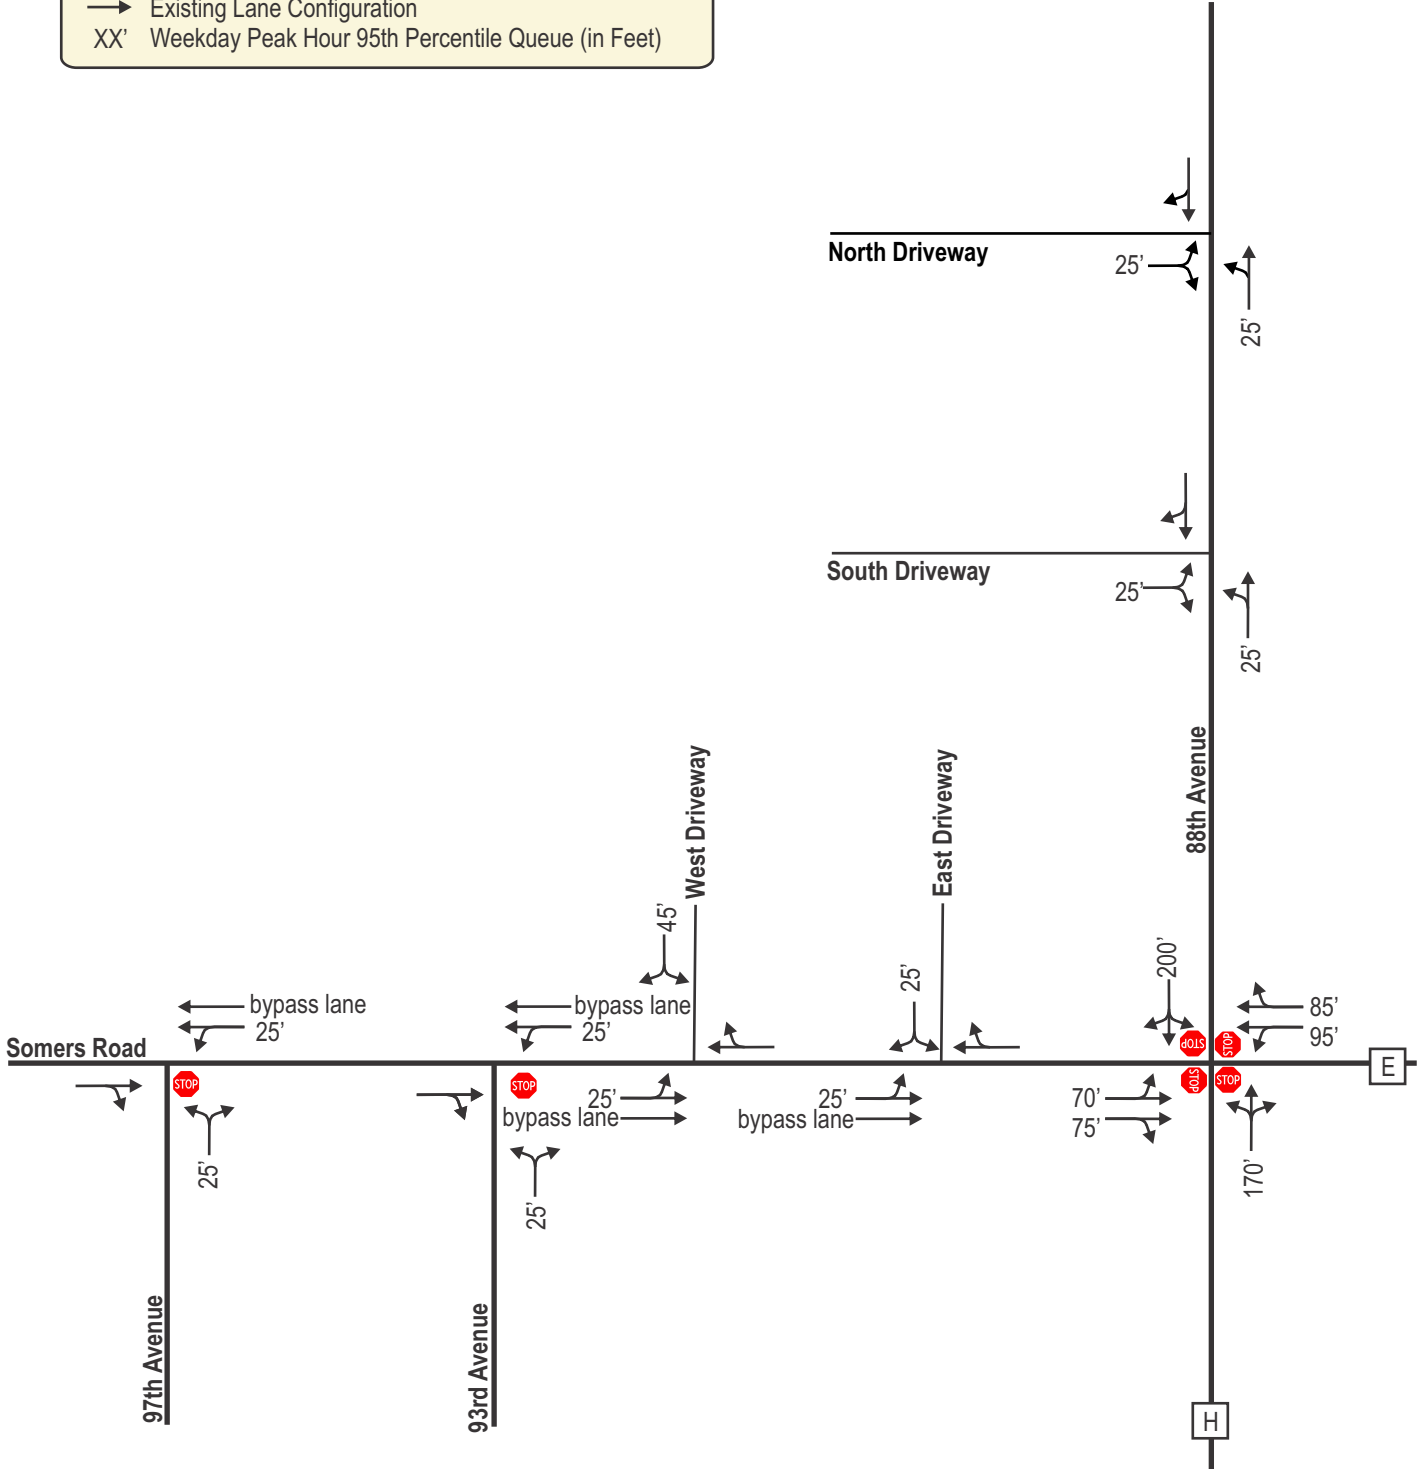 Existing Lane Configuration
XX' Weekday Peak Hour 95th Percentile Queue (in Feet)
North Driveway
25'
25'
South Driveway
25'
25'
88th Avenue
West Driveway
East Driveway
45'
25'
200'
bypass lane
25'
bypass lane
25'
85'
95'
Somers Road
STOP
STOP
STOP
STOP
STOP
STOP
E
25'
bypass lane
25'
bypass lane
70'
75'
25'
25'
170'
97th Avenue
93rd Avenue
H